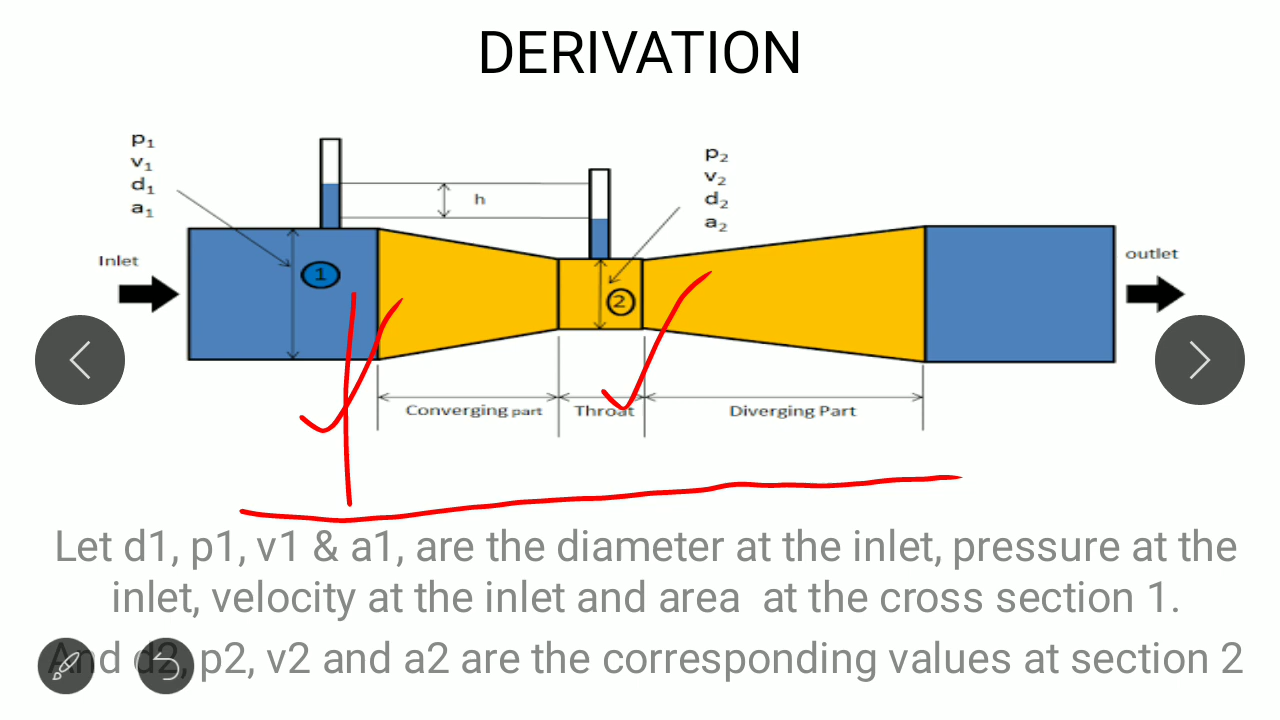 DERIVATION
p1
v1
d1
a1
p2
v2
d2
a2
h
Inlet
1
2
outlet
Converging part
Throat
Diverging Part
Let d1, p1, v1 & a1, are the diameter at the inlet, pressure at the
inlet, velocity at the inlet and area at the cross section 1.
And d2, p2, v2 and a2 are the corresponding values at section 2